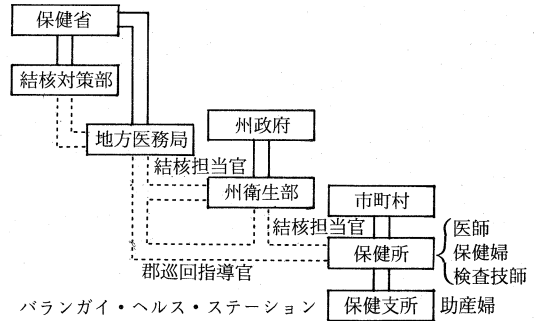 保健省
結核対策部
地方医務局
州政府
結核担当官
州衛生部
市町村
結核担当官
保健所
医師
保健婦
検査技師
郡巡回指導官
バランガイ・ヘルス・ステーション
保健支所
助産婦